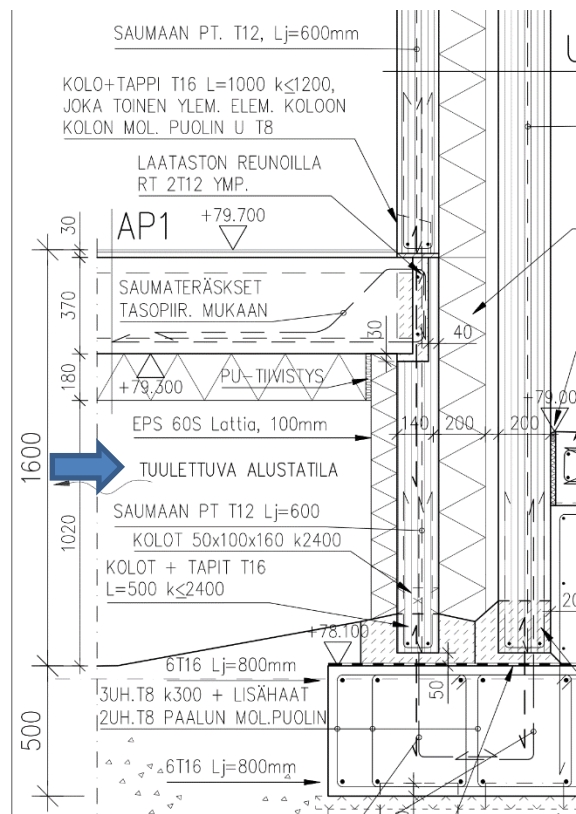 SAUMAAN PT. T12, Lj=600mm
U
KOLO+TAPPI T16 L=1000 k≤1200,
JOKA TOINEN YLEM. ELEM. KOLOON
KOLON MOL. PUOLIN U T8
LAATASTON REUNOILLA
RT 2T12 YMP.
30
AP1
+79.700
SAUMATERÄSKSET
TASOPIIR. MUKAAN
370
30
40
180
+79.300
PU-TIIVISTYS
+79.00
EPS 60S Lattia, 100mm
140
200
200
1600
TUULETTUVA ALUSTATILA
1020
SAUMAAN PT T12 Lj=600
KOLOT 50x100x160 k2400
KOLOT + TAPIT T16
L=500 k≤2400
20
+78.100
6T16 Lj=800mm
50
3UH.T8 k300 + LISÄHAAT
2UH.T8 PAALUN MOL.PUOLIN
500
6T16 Lj=800mm